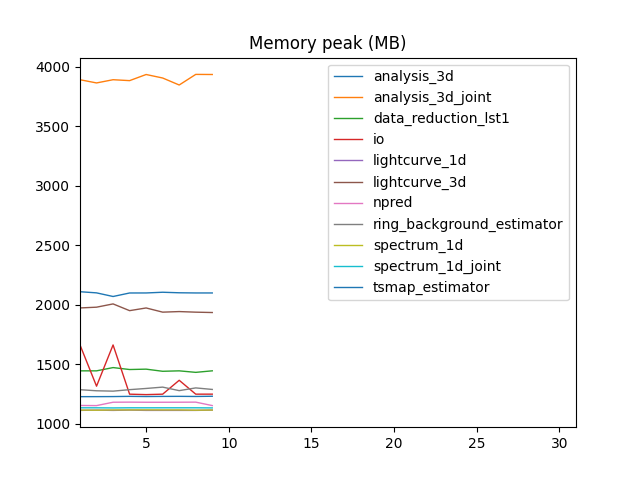 Memory peak (MB)
4000
3500
3000
2500
2000
1500
1000
5
10
15
20
25
30
analysis_3d
analysis_3d_joint
data_reduction_lst1
io
lightcurve_1d
lightcurve_3d
npred
ring_background_estimator
spectrum_1d
spectrum_1d_joint
tsmap_estimator